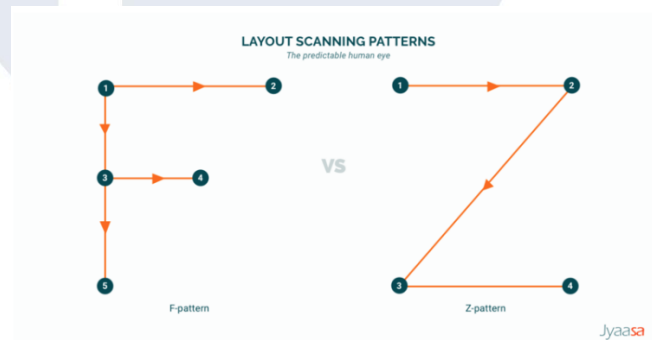 LAYOUT SCANNING PATTERNS
The predictable human eye
1
2
3
4
5
F-pattern
VS
1
2
3
4
Z-pattern
Jyaasa